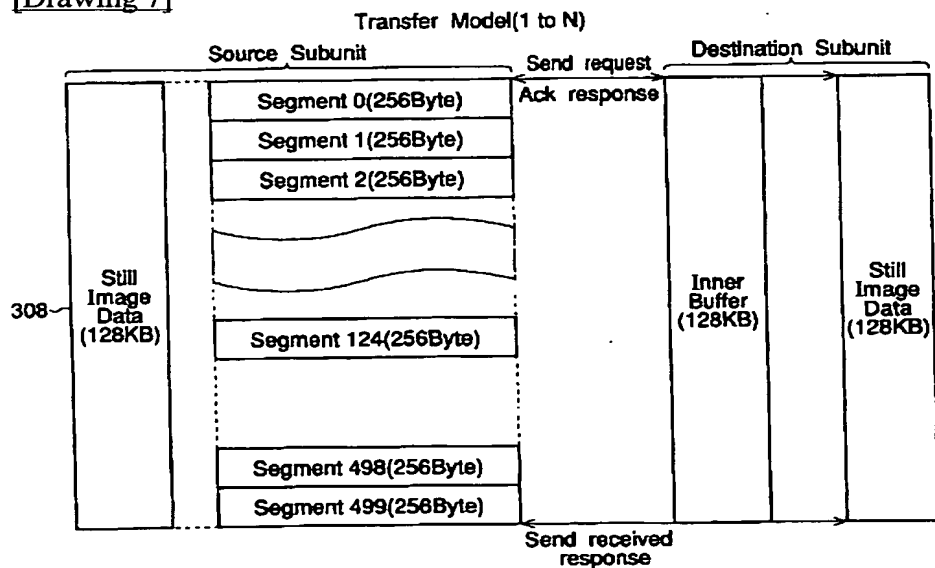 [Drawing 7]
Transfer Model(1 to N)
Source Subunit
Send request
Destination Subunit
Ack response
Segment 0(256Byte)
Segment 1(256Byte)
Segment 2(256Byte)
308
Still
Image
Data
(128KB)
Segment 124(256Byte)
Inner
Buffer
(128KB)
Still
Image
Data
(128KB)
Segment 498(256Byte)
Segment 499(256Byte)
Send received
response